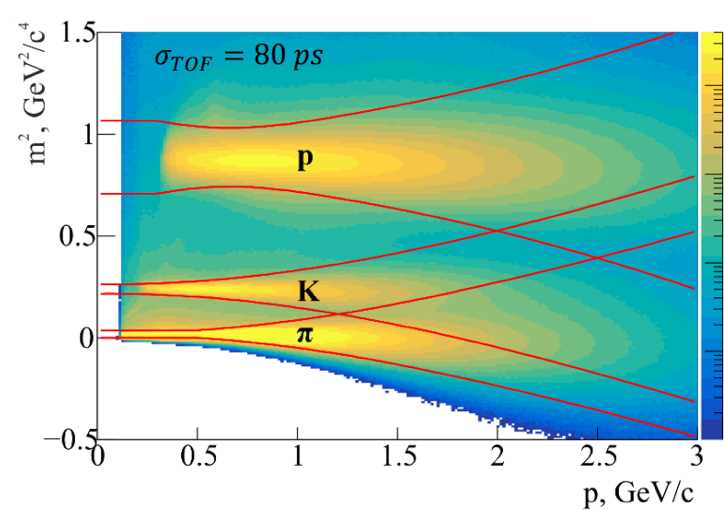 1.5
σ_TOF = 80 ps
m², GeV²/c⁴
1
p
0.5
K
π
0
−0.5
0 0.5 1 1.5 2 2.5 3
p, GeV/c